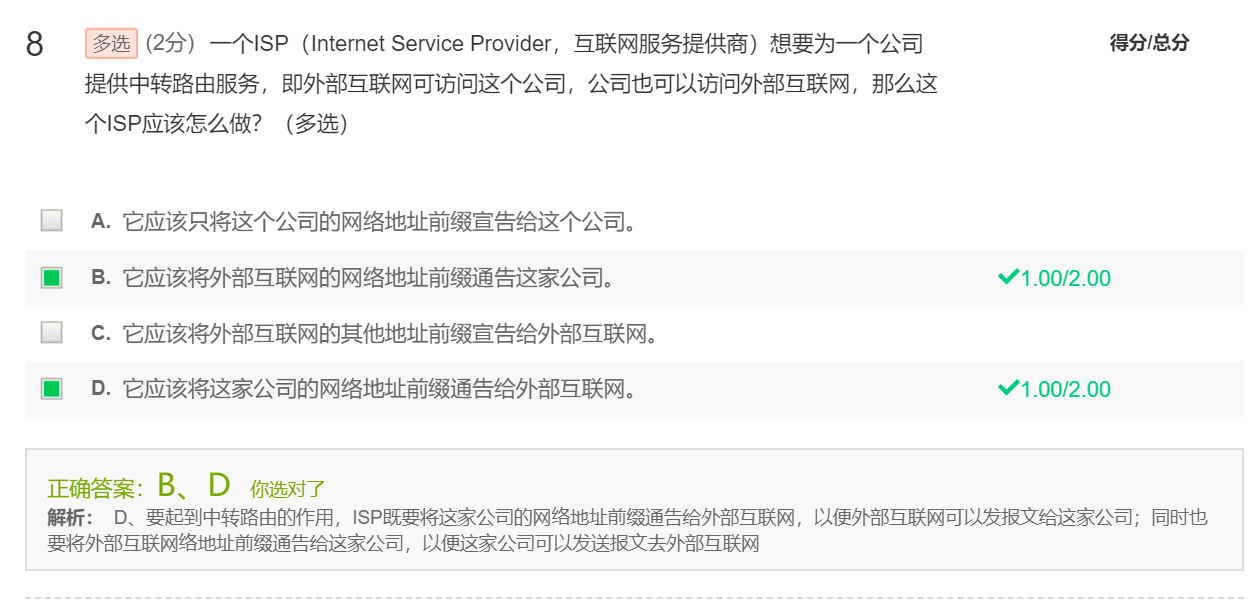 8 多选 (2分) 一个ISP（Internet Service Provider，互联网服务提供商）想要为一个公司 得分/总分
提供中转路由服务，即外部互联网可访问这个公司，公司也可以访问外部互联网，那么这
个ISP应该怎么做？（多选）
A. 它应该只将这个公司的网络地址前缀宣告给这个公司。
B. 它应该将外部互联网的网络地址前缀通告这家公司。 1.00/2.00
C. 它应该将外部互联网的其他地址前缀宣告给外部互联网。
D. 它应该将这家公司的网络地址前缀通告给外部互联网。 1.00/2.00
正确答案：B、D 你选对了
解析： D、要起到中转路由的作用，ISP既要将这家公司的网络地址前缀通告给外部互联网，以便外部互联网可以发报文给这家公司；同时也
要将外部互联网络地址前缀通告给这家公司，以便这家公司可以发送报文去外部互联网